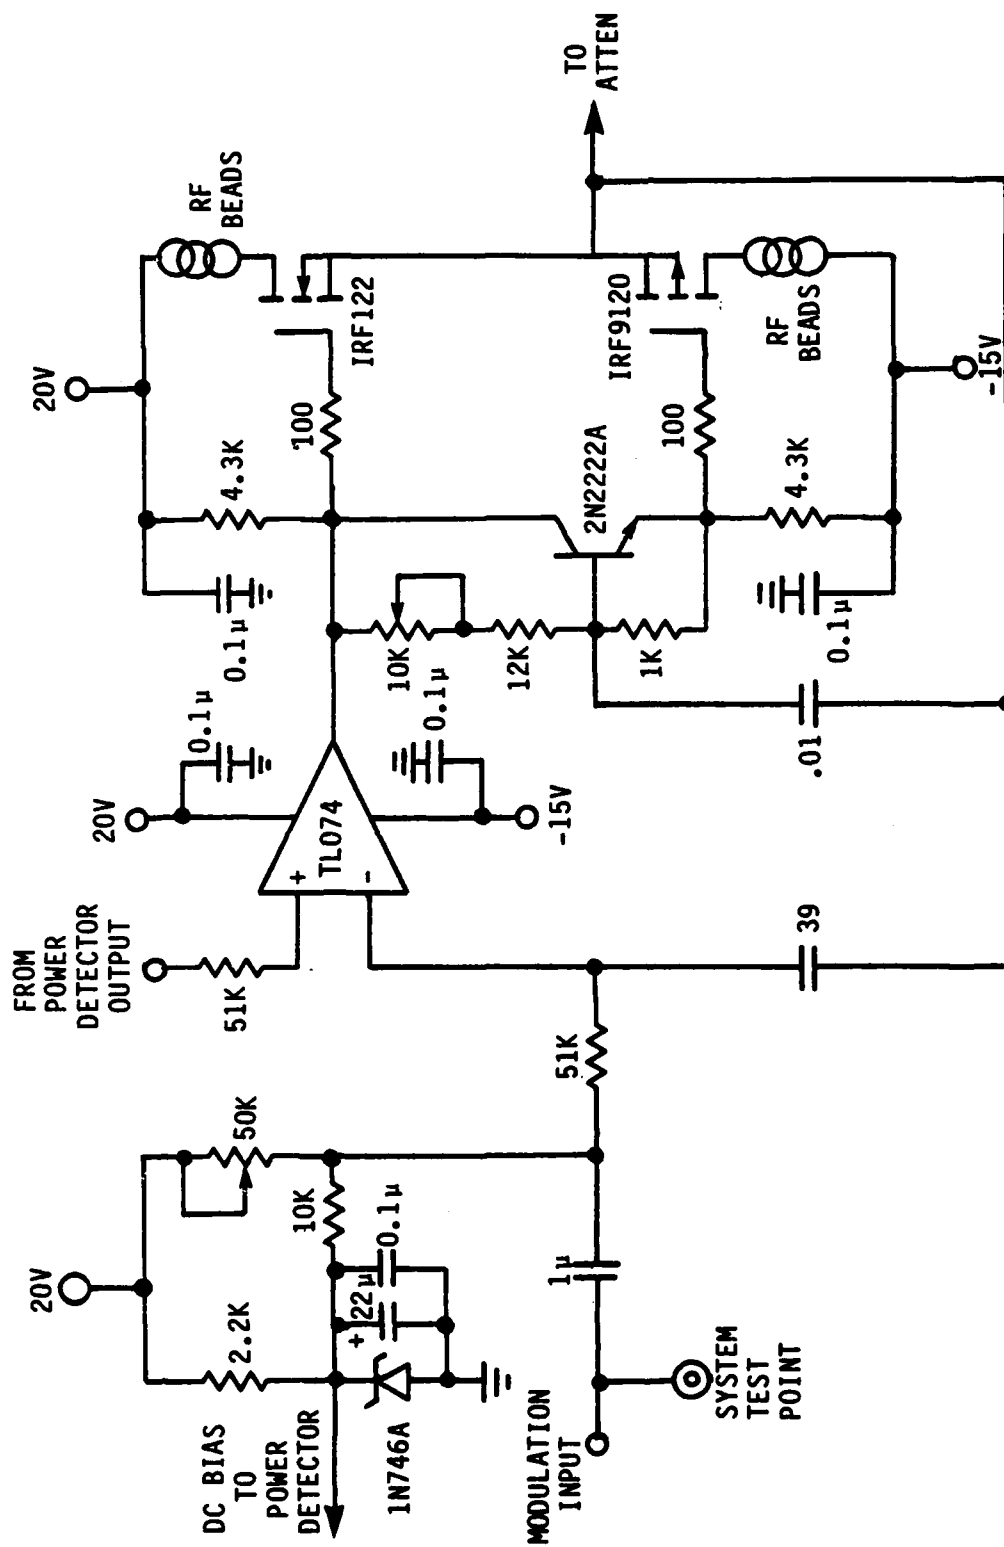 20V
2.2K
50K
DC BIAS
TO
POWER
DETECTOR
1N746A
+
22µ
0.1µ
10K
MODULATION
INPUT
SYSTEM
TEST
POINT
1µ
51K
39
FROM
POWER
DETECTOR
OUTPUT
51K
20V
0.1µ
+
-
TL074
0.1µ
-15V
0.1µ
4.3K
10K
12K
1K
.01
0.1µ
20V
100
2N2222A
100
4.3K
RF
BEADS
IRF122
IRF9120
RF
BEADS
-15V
TO
ATTEN